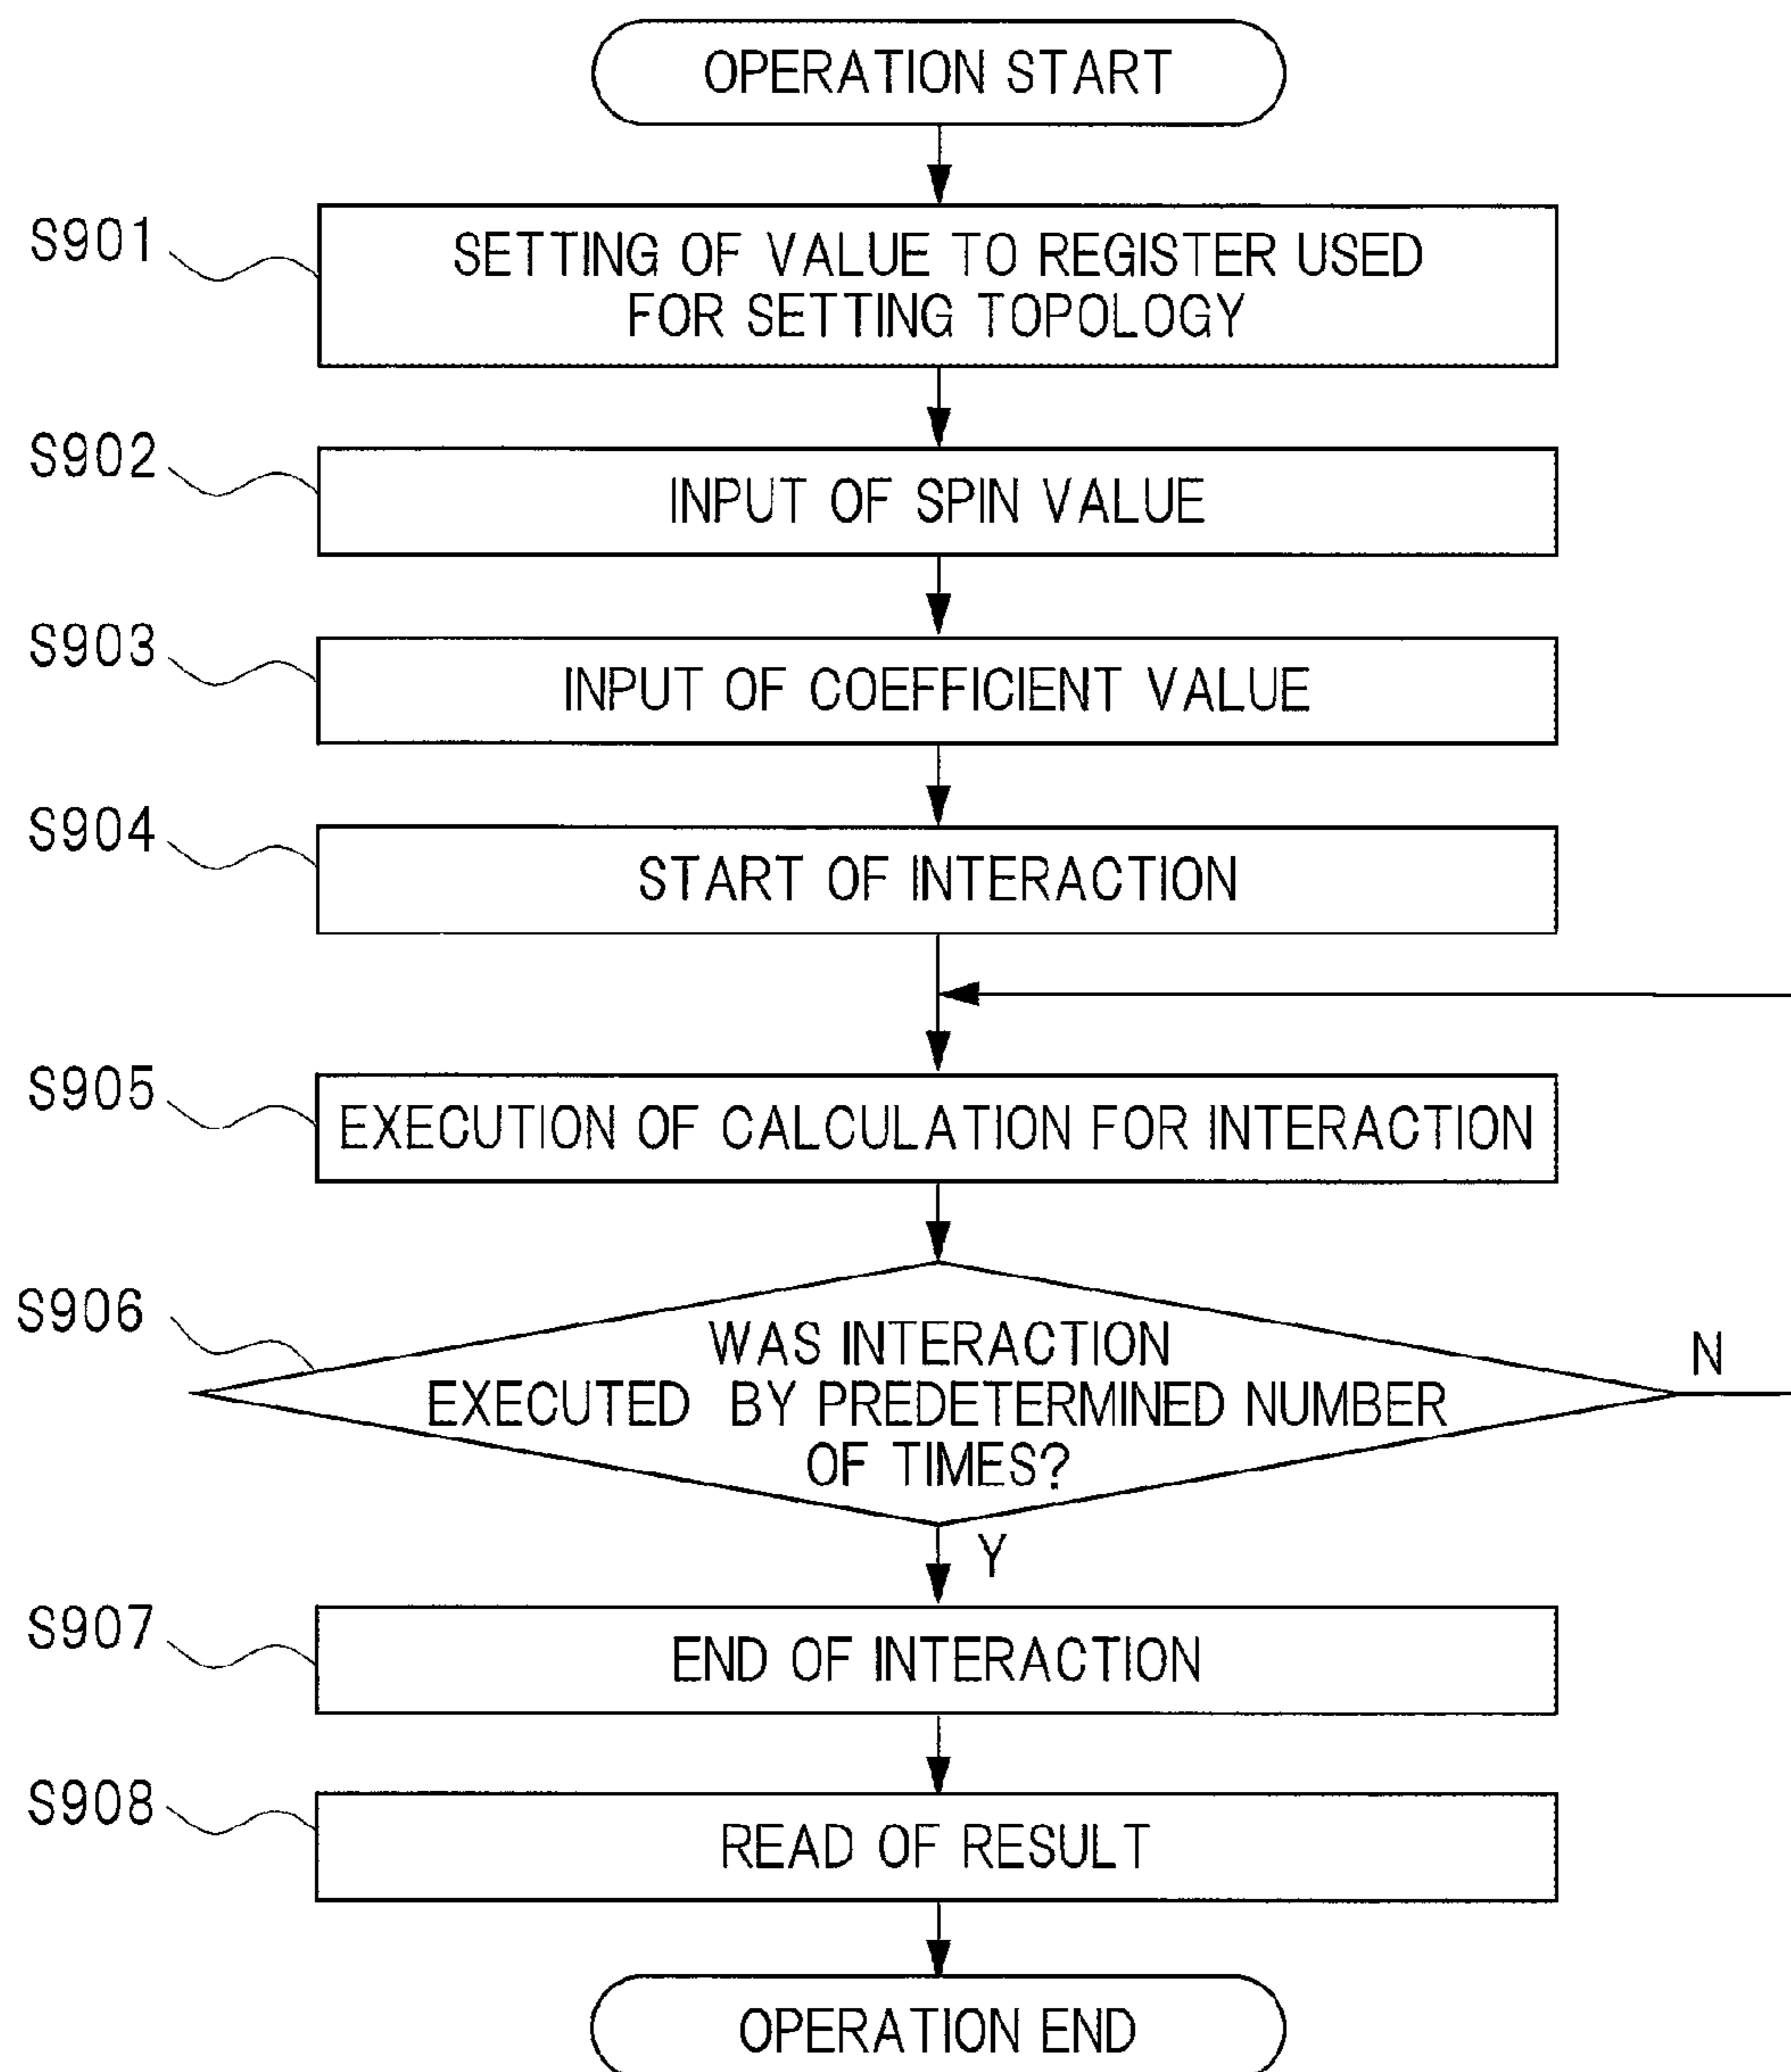 OPERATION START
S901
SETTING OF VALUE TO REGISTER USED
FOR SETTING TOPOLOGY
S902
INPUT OF SPIN VALUE
S903
INPUT OF COEFFICIENT VALUE
S904
START OF INTERACTION
S905
EXECUTION OF CALCULATION FOR INTERACTION
S906
WAS INTERACTION
EXECUTED BY PREDETERMINED NUMBER
OF TIMES?
N
Y
S907
END OF INTERACTION
S908
READ OF RESULT
OPERATION END